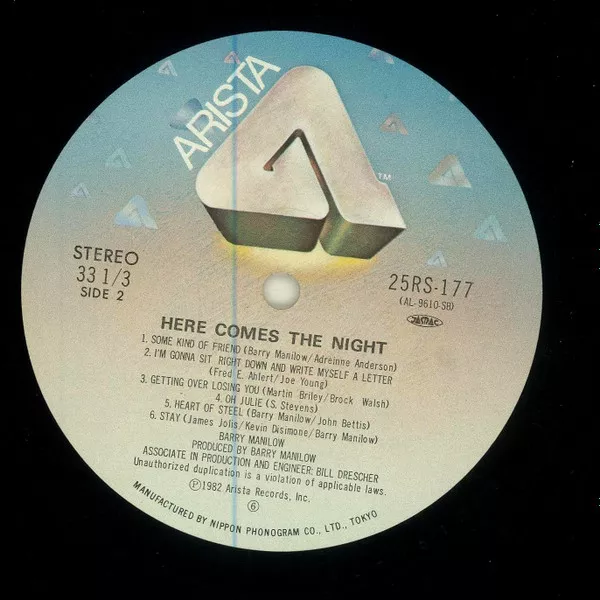 ARISTA
TM
STEREO
33 1/3
SIDE 2
25RS-177
(AL-9610-SB)
JASRAC
HERE COMES THE NIGHT
1. SOME KIND OF FRIEND (Barry Manilow/Adreinne Anderson)
2. I'M GONNA SIT RIGHT DOWN AND WRITE MYSELF A LETTER
(Fred E. Ahlert/Joe Young)
3. GETTING OVER LOSING YOU (Martin Briley/Brock Walsh)
4. OH JULIE (S. Stevens)
5. HEART OF STEEL (Barry Manilow/John Bettis)
6. STAY (James Jolis/Kevin Disimone/Barry Manilow)
BARRY MANILOW
PRODUCED BY BARRY MANILOW
ASSOCIATE IN PRODUCTION AND ENGINEER: BILL DRESCHER
Unauthorized duplication is a violation of applicable laws.
Ⓟ1982 Arista Records, Inc.
⑥
MANUFACTURED BY NIPPON PHONOGRAM CO., LTD., TOKYO